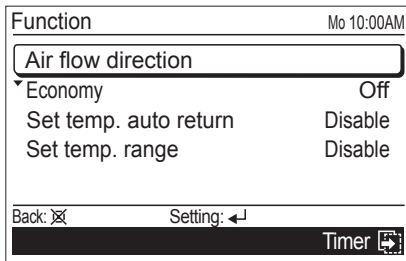 Function Mo 10:00AM
Air flow direction
Economy Off
Set temp. auto return Disable
Set temp. range Disable
Back: Setting:
Timer